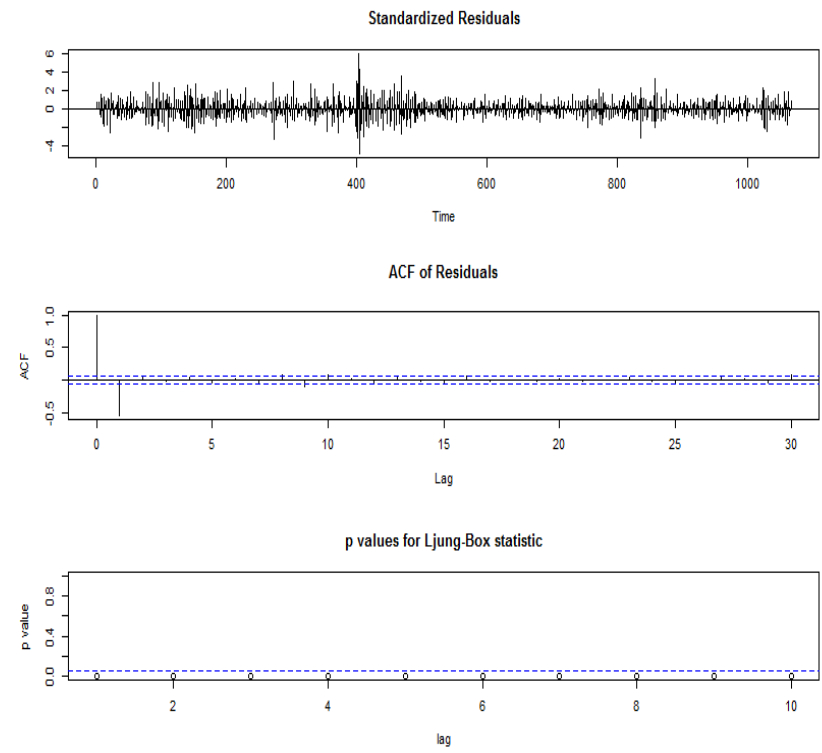 Standardized Residuals
6
4
2
0
-4
0 200 400 600 800 1000
Time
ACF of Residuals
1.0
0.5
-0.5
ACF
0 5 10 15 20 25 30
Lag
p values for Ljung-Box statistic
0.8
0.4
0.0
p value
2 4 6 8 10
lag